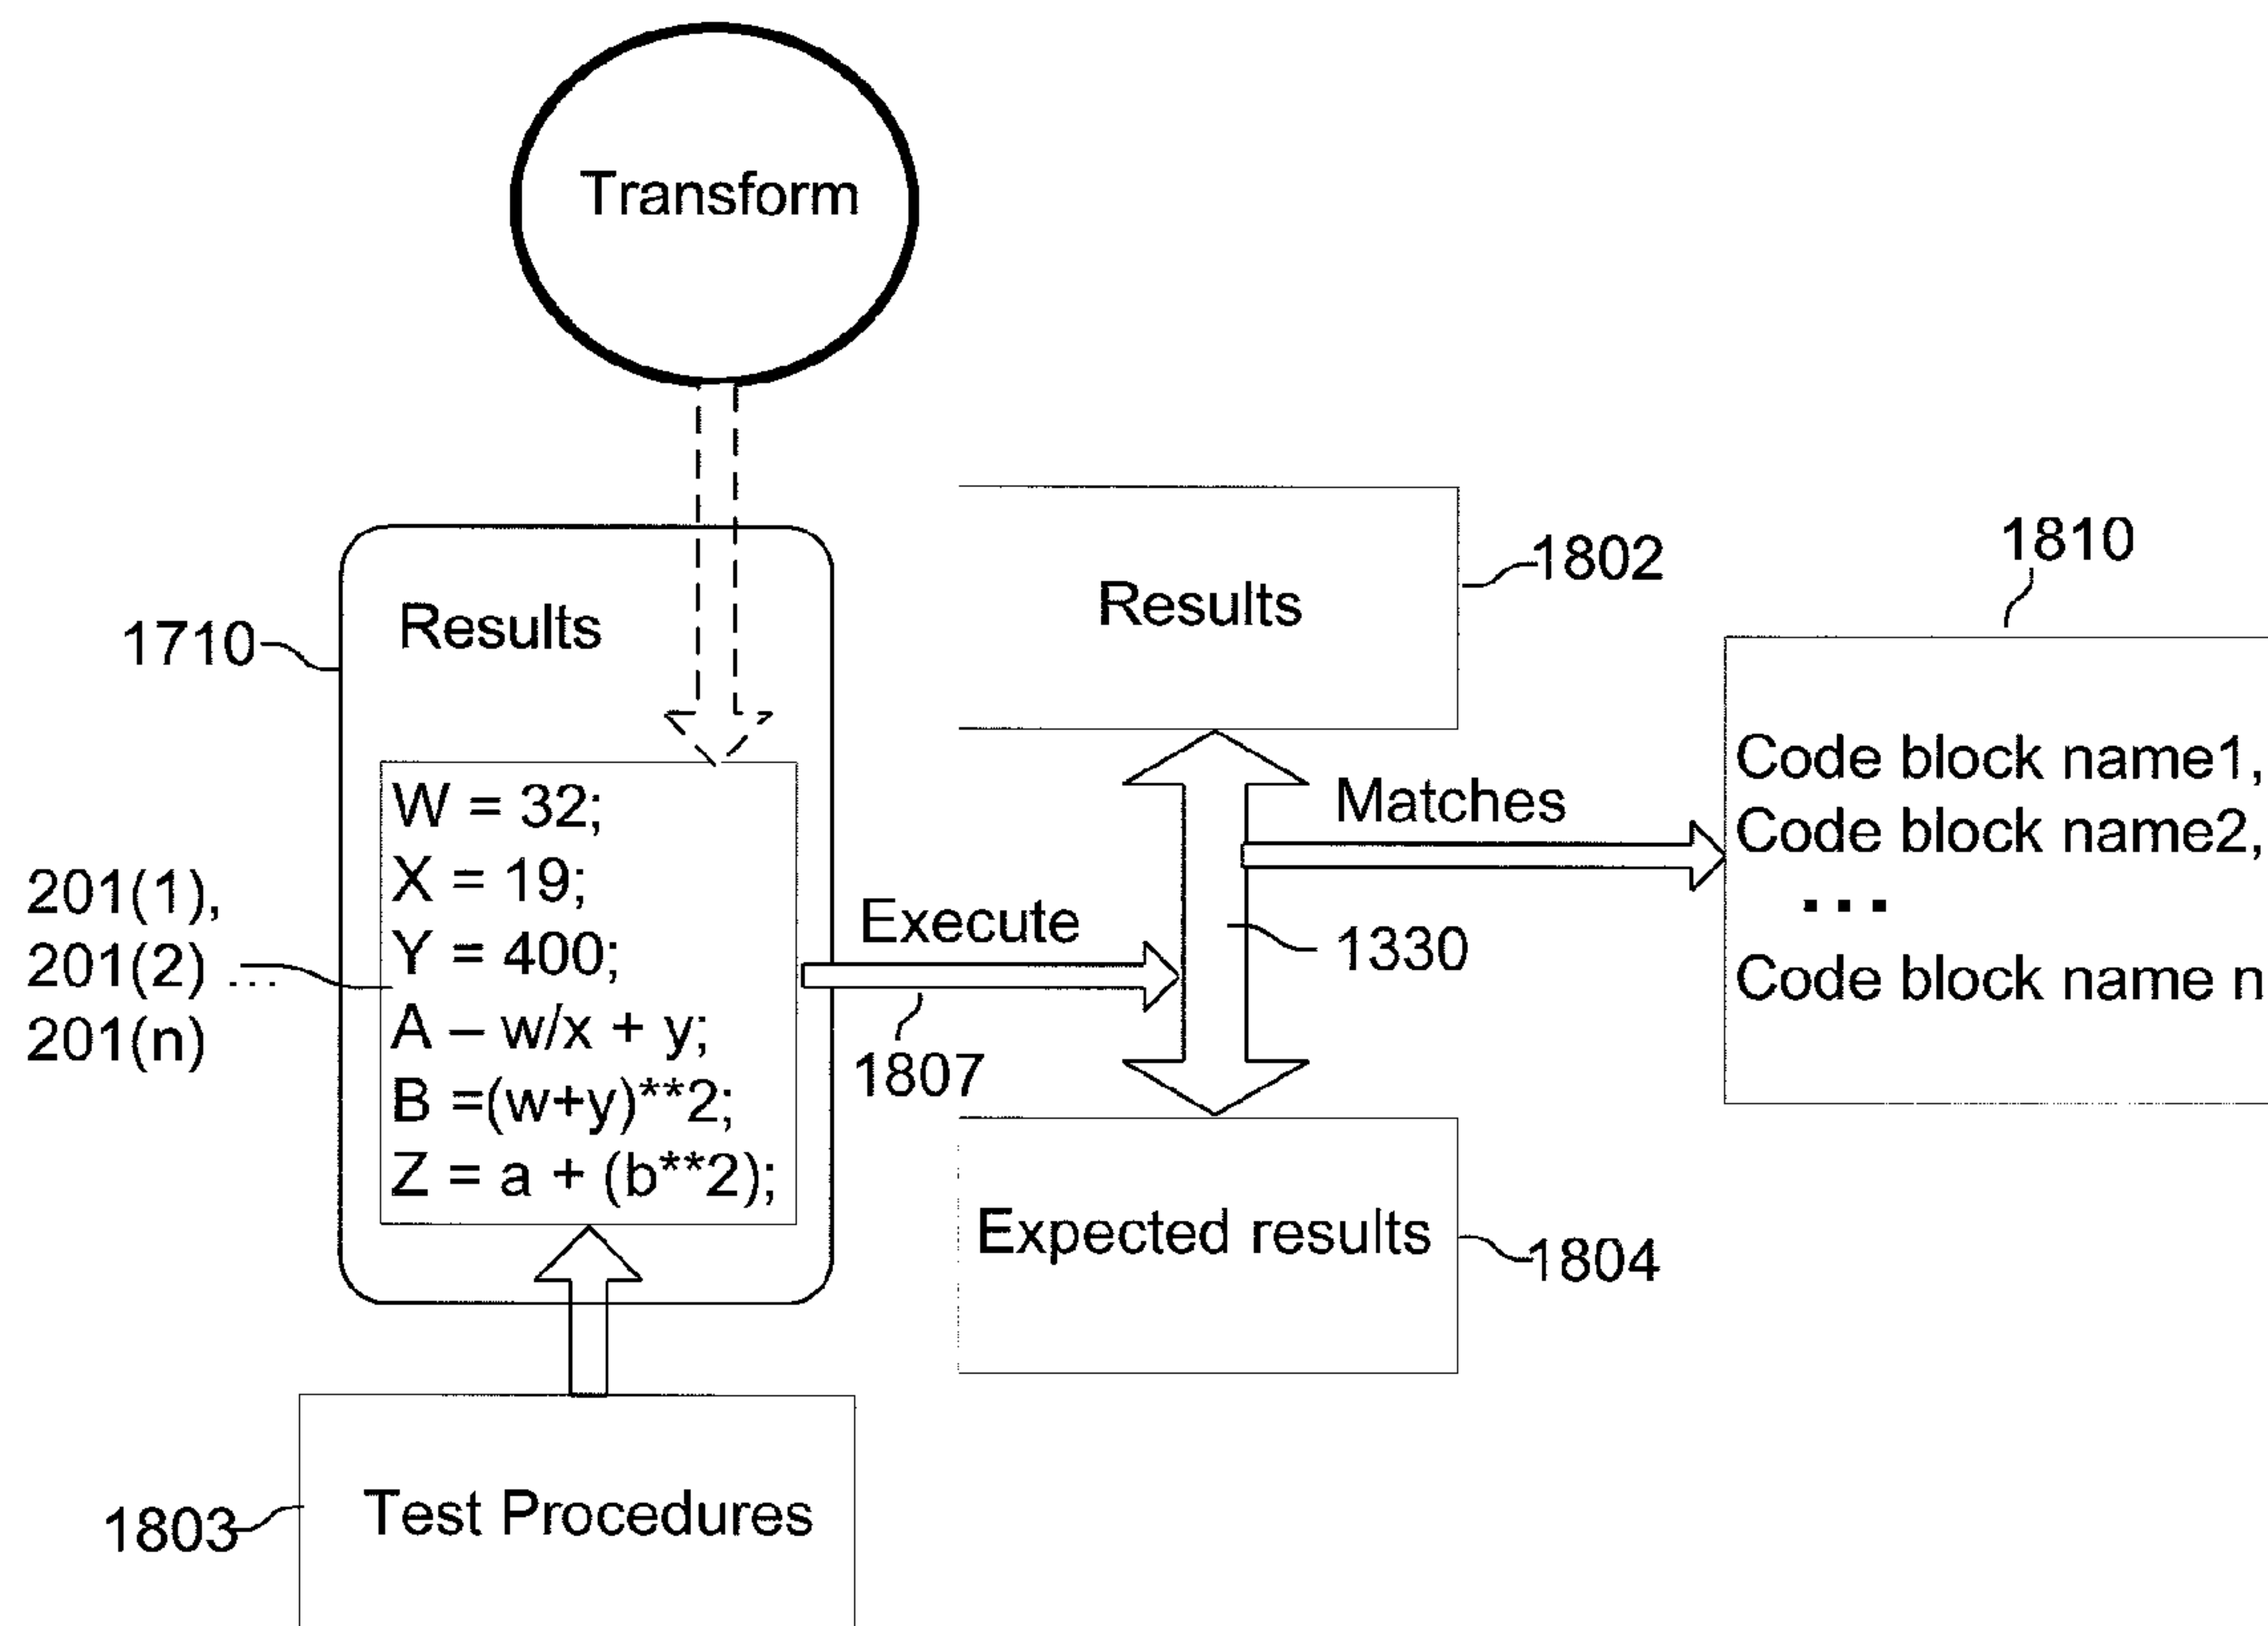 Transform
Results
1710
W = 32;
X = 19;
Y = 400;
A – w/x + y;
B =(w+y)**2;
Z = a + (b**2);
201(1),
201(2) ...
201(n)
Execute
1807
Results
1802
1330
Matches
Expected results
1804
1810
Code block name1,
Code block name2,
...
Code block name n
Test Procedures
1803